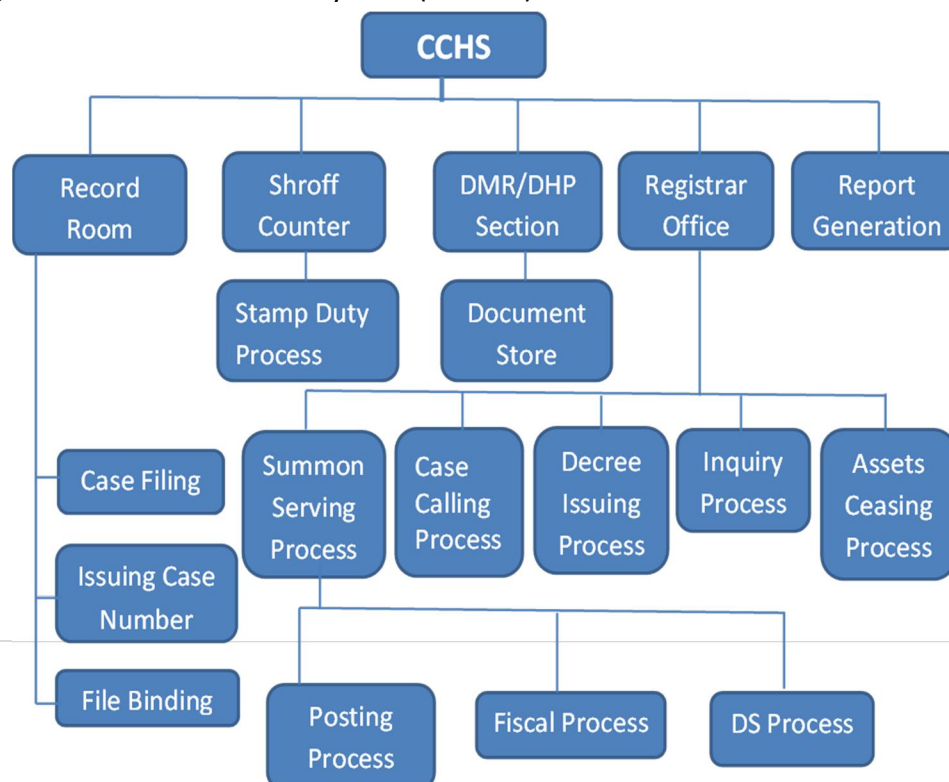 CCHS
Record
Room
Shroff
Counter
DMR/DHP
Section
Registrar
Office
Report
Generation
Stamp Duty
Process
Document
Store
Case Filing
Issuing Case
Number
File Binding
Summon
Serving
Process
Case
Calling
Process
Decree
Issuing
Process
Inquiry
Process
Assets
Ceasing
Process
Posting
Process
Fiscal Process
DS Process